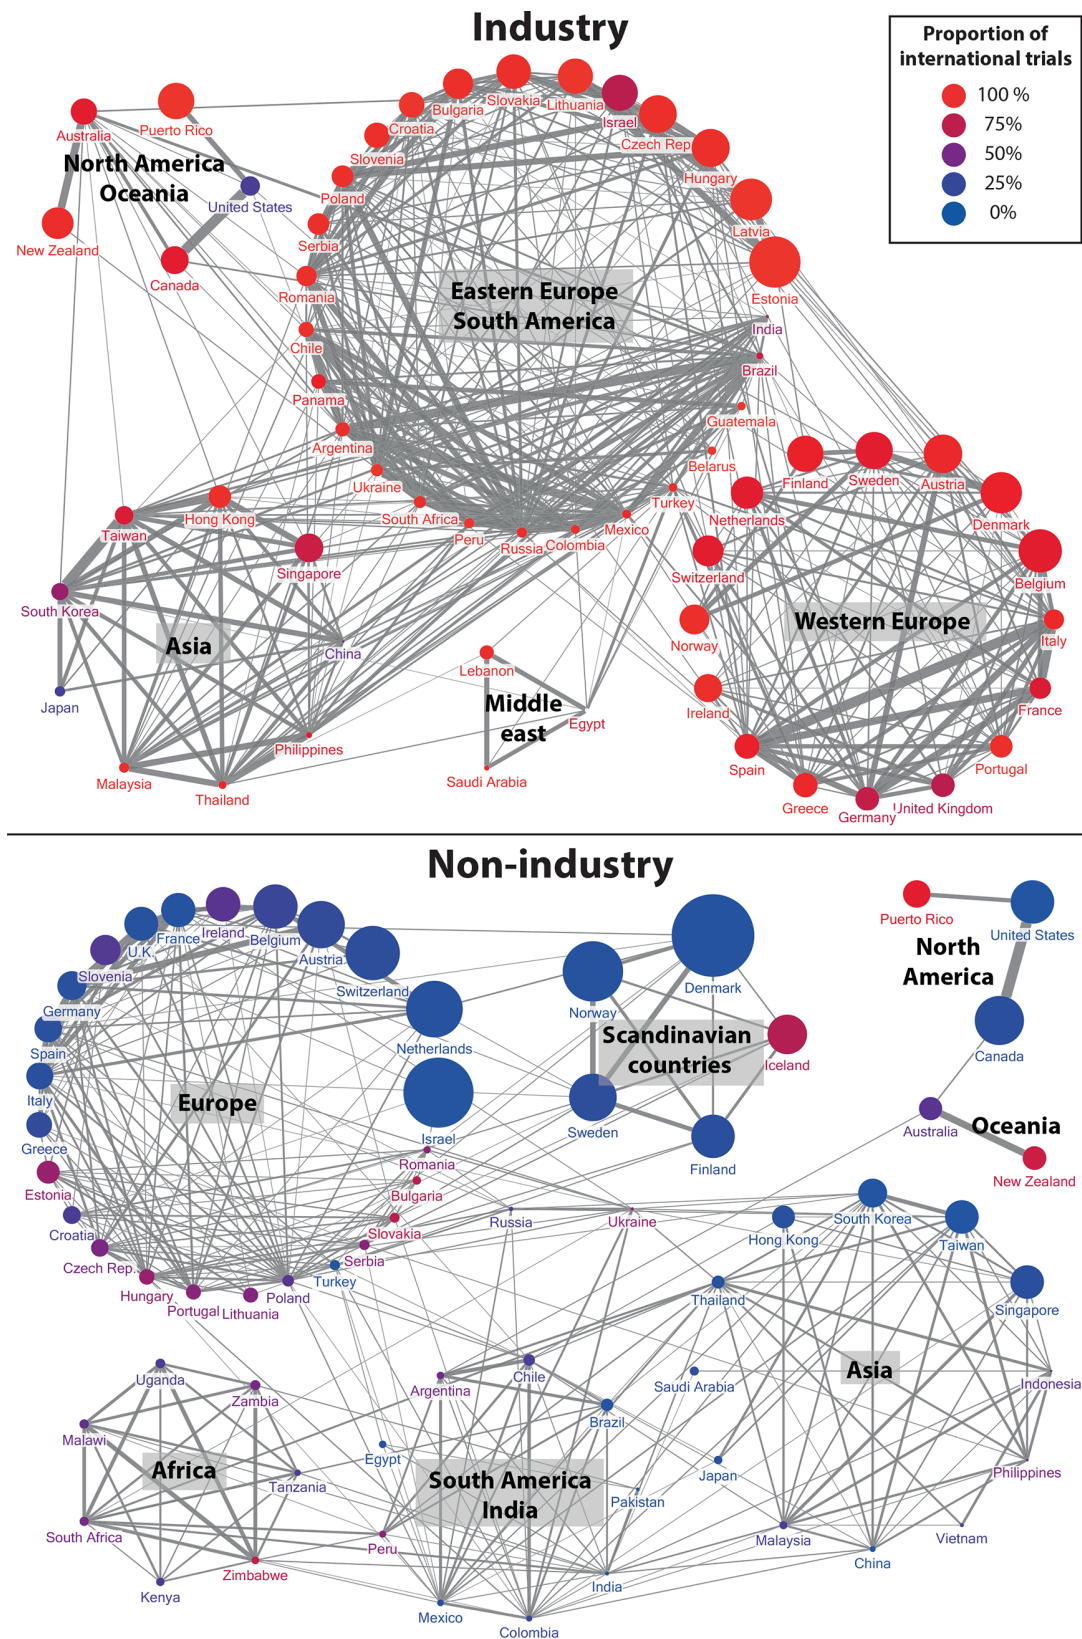 Industry
Proportion of
international trials
100 %
75%
50%
25%
0%
Slovakia
Lithuania
Bulgaria
Israel
Croatia
Czech Rep.
Slovenia
Hungary
Poland
Latvia
Serbia
Romania
Estonia
Chile
India
Panama
Brazil
Argentina
Guatemala
Ukraine
Belarus
South Africa
Turkey
Peru
Russia
Colombia
Mexico
Eastern Europe
South America
Australia
Puerto Rico
North America
Oceania
United States
New Zealand
Canada
Taiwan
Hong Kong
Singapore
South Korea
Asia
China
Japan
Philippines
Malaysia
Thailand
Lebanon
Middle
east
Egypt
Saudi Arabia
Finland
Sweden
Austria
Netherlands
Denmark
Switzerland
Belgium
Western Europe
Norway
Italy
Ireland
France
Spain
Portugal
Greece
Germany
United Kingdom
Non-industry
Ireland
France
Belgium
U.K.
Austria
Slovenia
Switzerland
Germany
Netherlands
Spain
Italy
Europe
Greece
Israel
Romania
Estonia
Bulgaria
Croatia
Slovakia
Czech Rep.
Serbia
Hungary
Turkey
Portugal
Lithuania
Poland
Denmark
Norway
Scandinavian
countries
Iceland
Sweden
Finland
Puerto Rico
United States
North
America
Canada
Australia
Oceania
New Zealand
Russia
Ukraine
South Korea
Hong Kong
Taiwan
Thailand
Singapore
Asia
Saudi Arabia
Indonesia
Japan
Philippines
Pakistan
Malaysia
Vietnam
China
Uganda
Zambia
Malawi
Africa
Tanzania
South Africa
Zimbabwe
Kenya
Argentina
Chile
Brazil
Egypt
South America
India
Peru
India
Mexico
Colombia